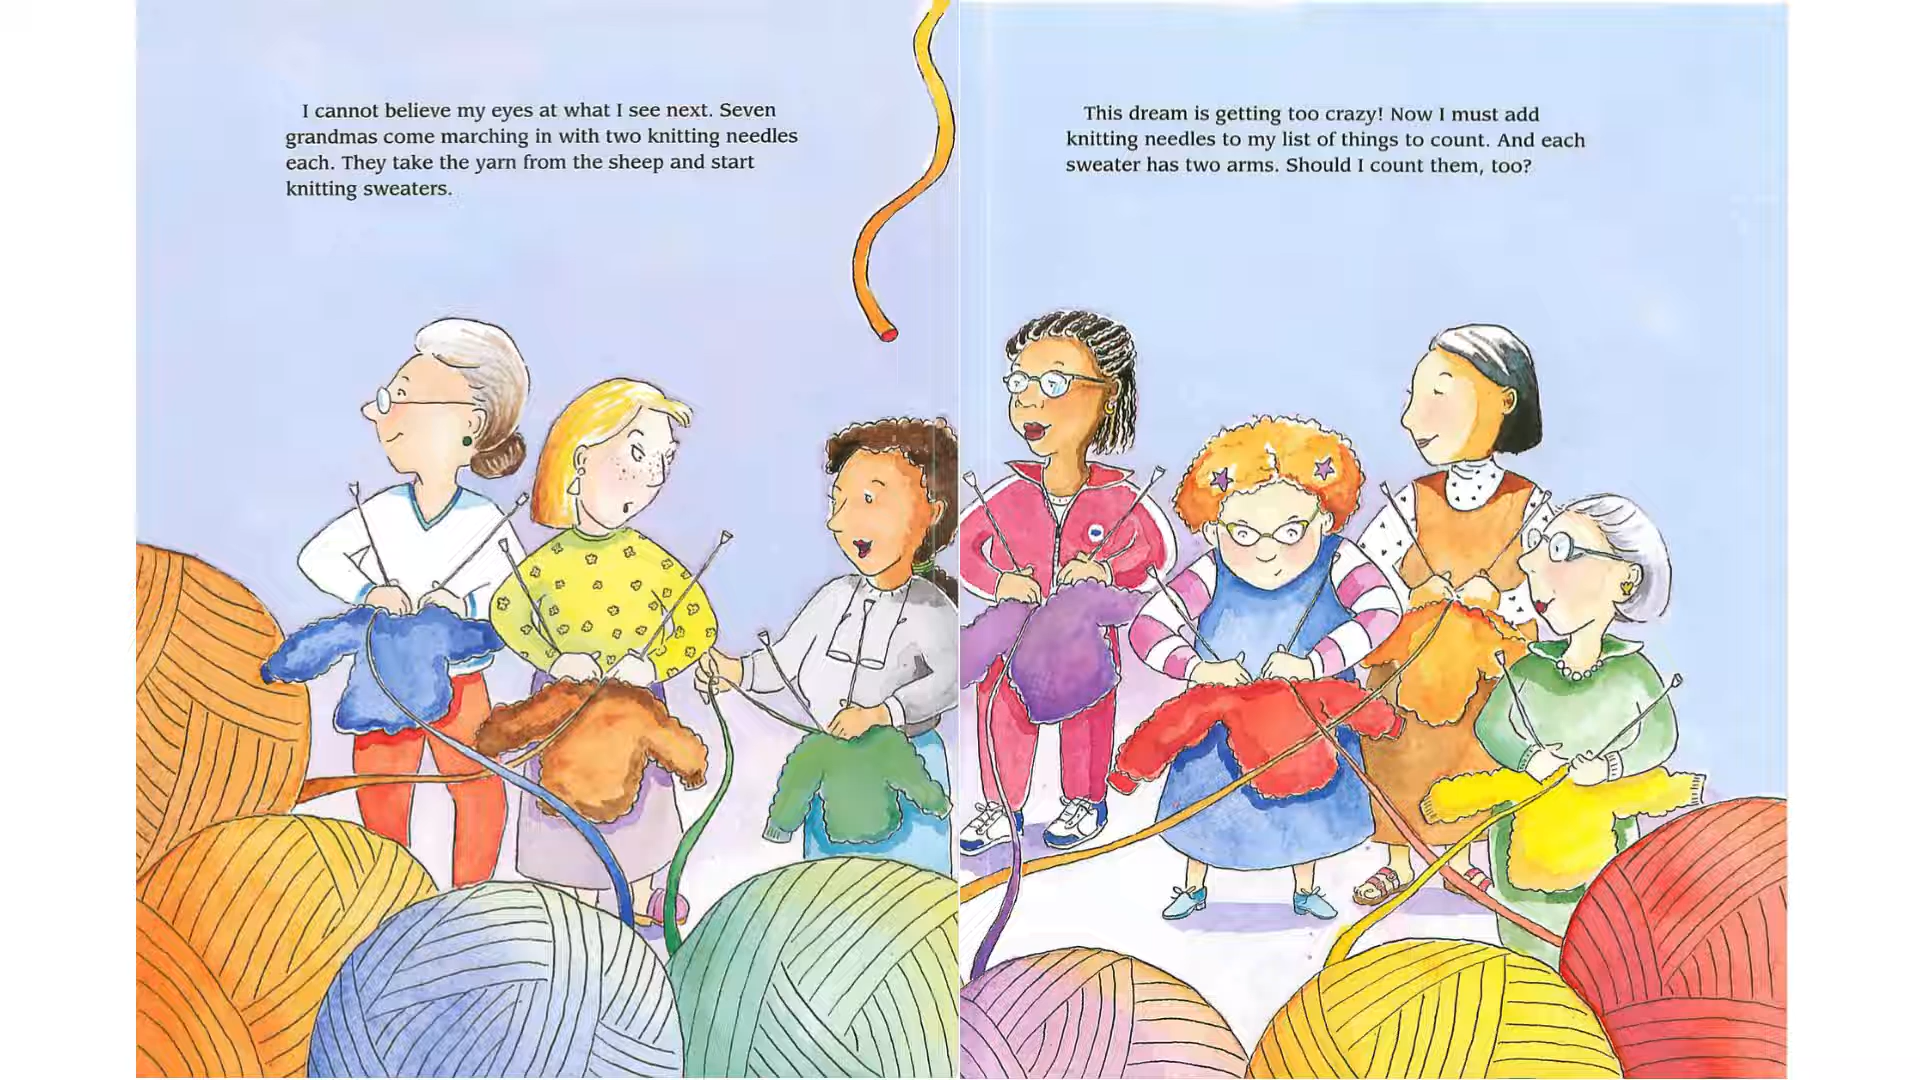 I cannot believe my eyes at what I see next. Seven
grandmas come marching in with two knitting needles
each. They take the yarn from the sheep and start
knitting sweaters.
This dream is getting too crazy! Now I must add
knitting needles to my list of things to count. And each
sweater has two arms. Should I count them, too?